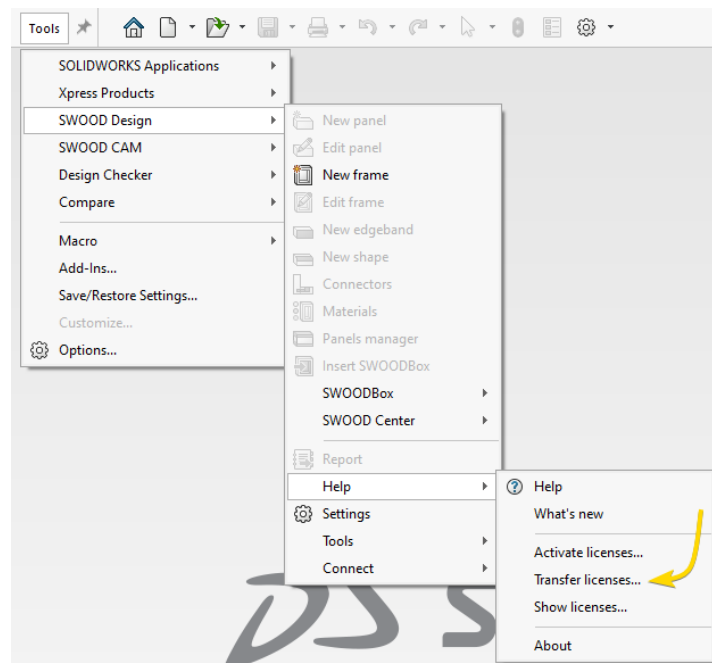 Tools
SOLIDWORKS Applications
Xpress Products
SWOOD Design
SWOOD CAM
Design Checker
Compare
Macro
Add-Ins...
Save/Restore Settings...
Customize...
Options...
New panel
Edit panel
New frame
Edit frame
New edgeband
New shape
Connectors
Materials
Panels manager
Insert SWOODBox
SWOODBox
SWOOD Center
Report
Help
Settings
Tools
Connect
Help
What's new
Activate licenses...
Transfer licenses...
Show licenses...
About
S